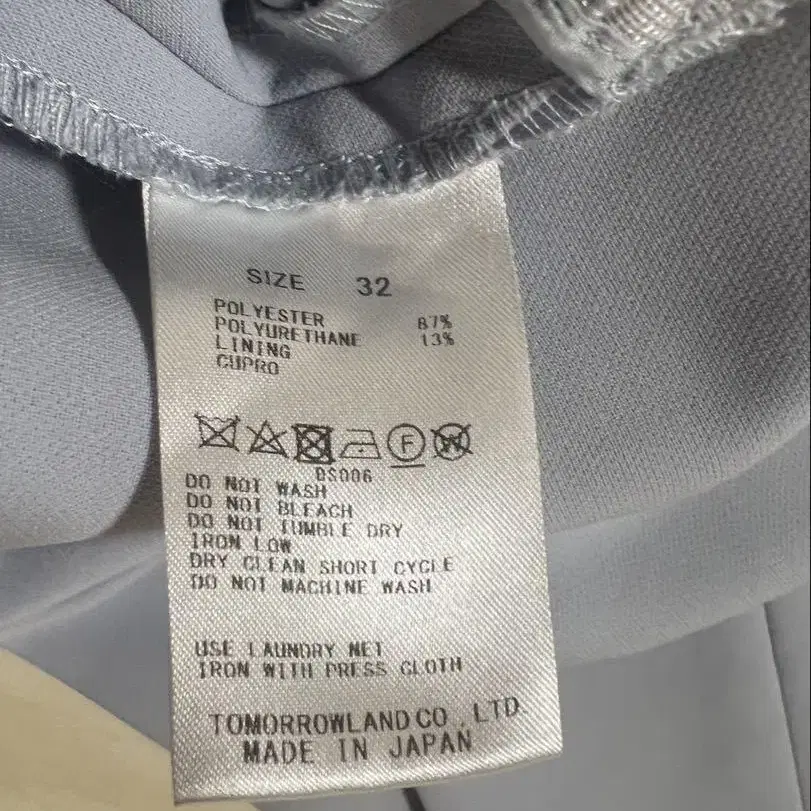 SIZE 32
POLYESTER 87%
POLYURETHANE 13%
LINING
CUPRO
F W
DS006
DO NOT WASH
DO NOT BLEACH
DO NOT TUMBLE DRY
IRON LOW
DRY CLEAN SHORT CYCLE
DO NOT MACHINE WASH
USE LAUNDRY NET
IRON WITH PRESS CLOTH
TOMORROWLAND CO.,LTD.
MADE IN JAPAN